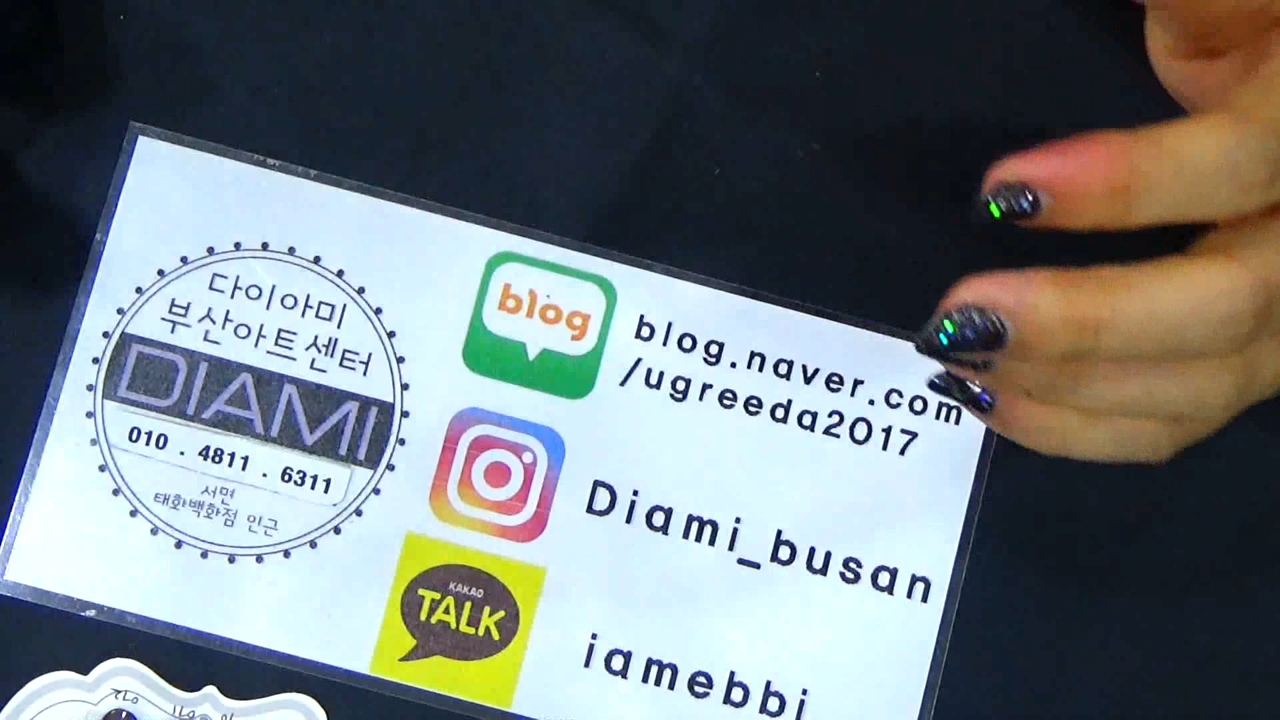 다이아미
부산아트센터
DIAMI
010 . 4811 . 6311
서면
태화백화점 인근
blog
blog.naver.com
/ugreeda2017
Diami_busan
KAKAO
TALK
iamebbi